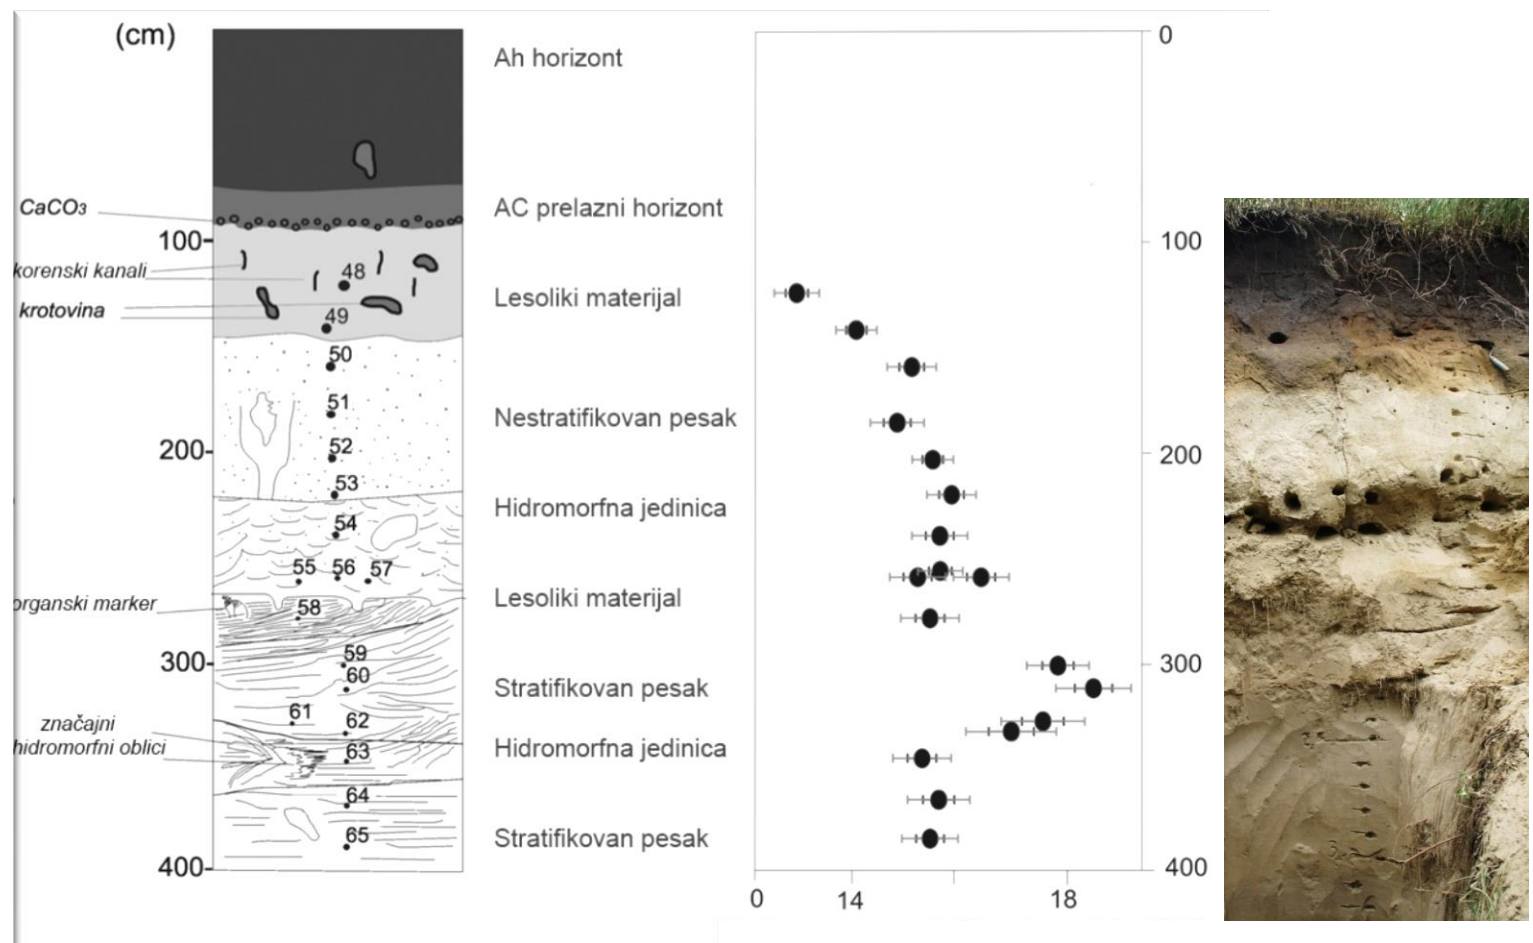 (cm)
Ah horizont
CaCO₃
AC prelazni horizont
100
korenski kanali
48
krotovina
49
Lesoliki materijal
50
51
Nestratifikovan pesak
52
200
53
Hidromorfna jedinica
54
55 56 57
organski marker
58
Lesoliki materijal
59
300
60
Stratifikovan pesak
61
62
značajni
hidromorfni oblici
63
Hidromorfna jedinica
64
65
Stratifikovan pesak
400
0
100
200
300
400
0 14 18